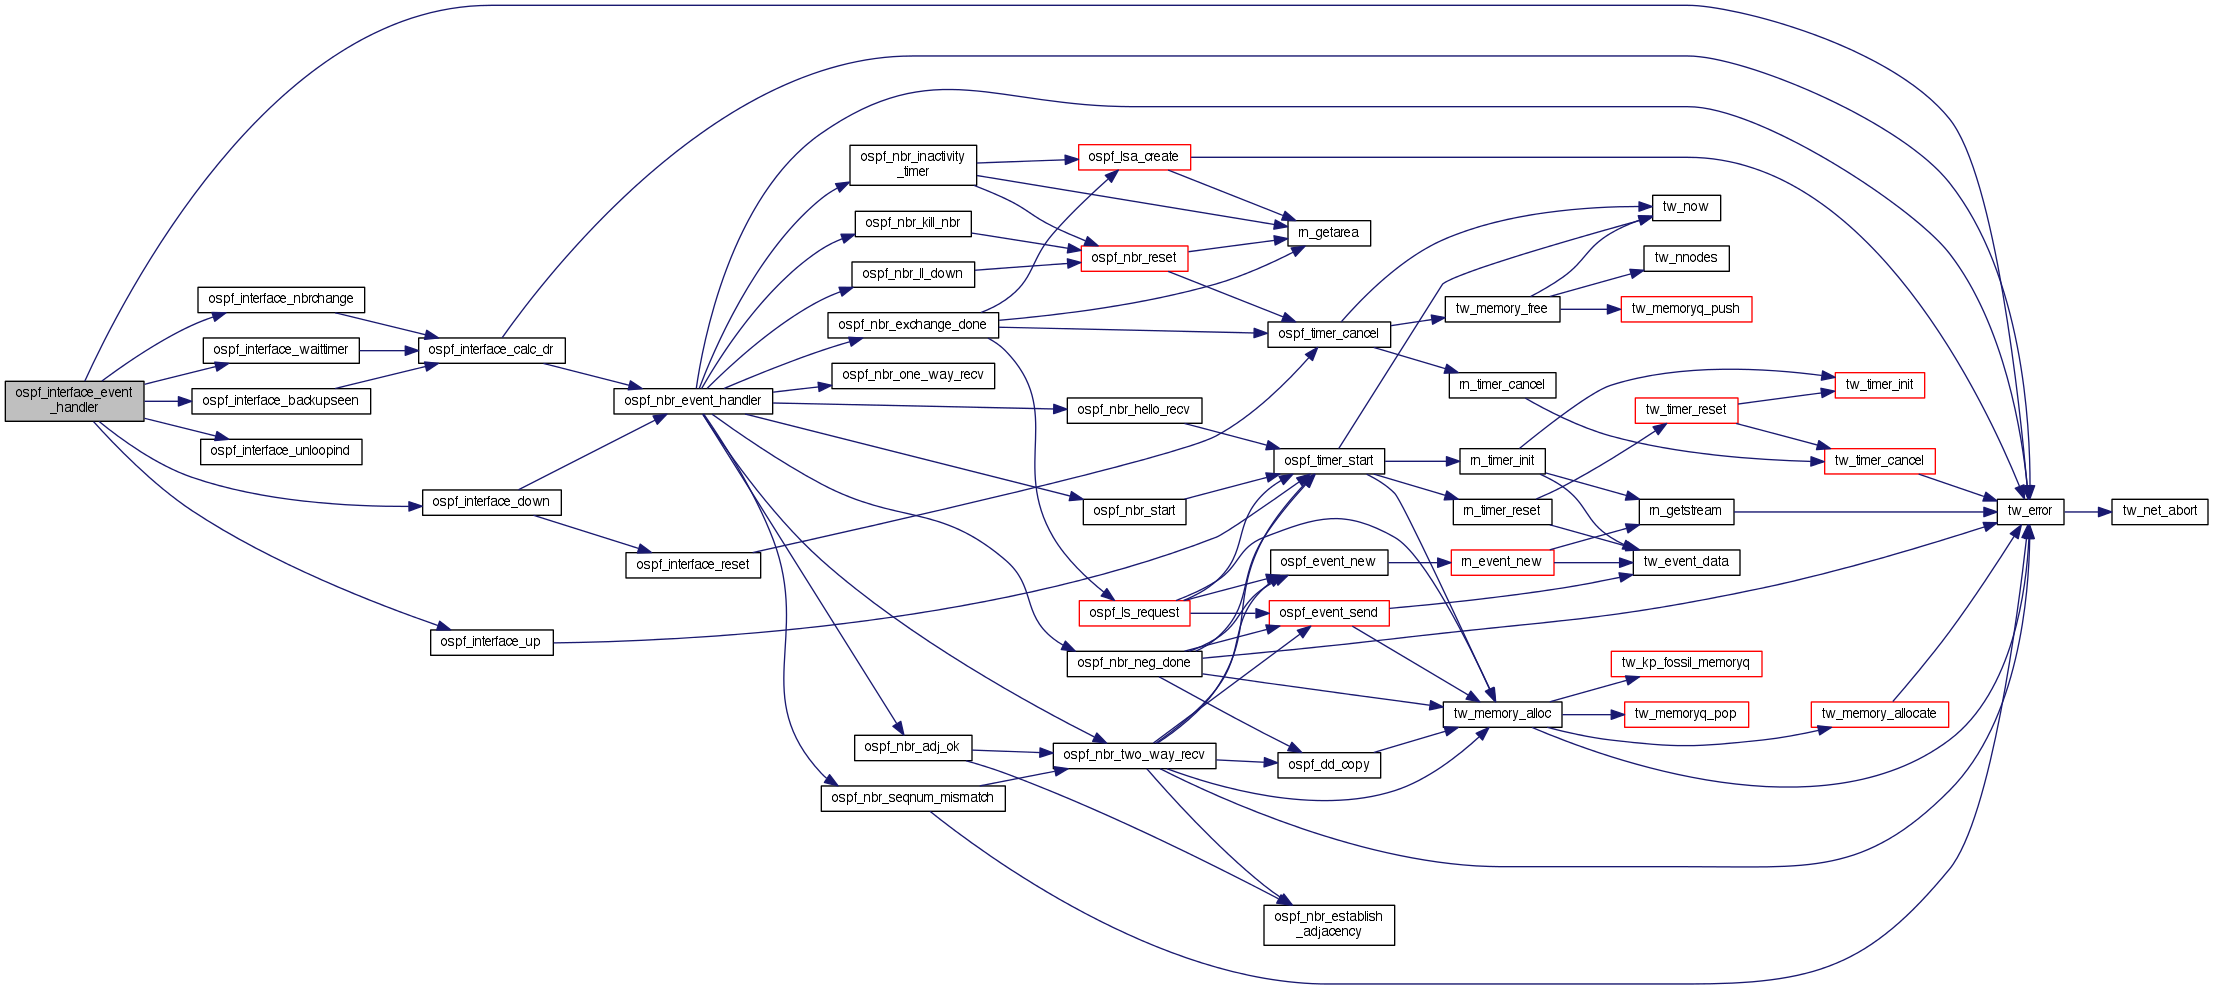 ospf_interface_event
_handler
ospf_interface_nbrchange
ospf_interface_waittimer
ospf_interface_backupseen
ospf_interface_unloopind
ospf_interface_calc_dr
ospf_interface_down
ospf_interface_up
ospf_nbr_event_handler
ospf_interface_reset
ospf_nbr_inactivity
_timer
ospf_nbr_kill_nbr
ospf_nbr_ll_down
ospf_nbr_exchange_done
ospf_nbr_one_way_recv
ospf_nbr_adj_ok
ospf_nbr_seqnum_mismatch
ospf_lsa_create
ospf_nbr_reset
ospf_nbr_hello_recv
ospf_nbr_start
ospf_ls_request
ospf_nbr_neg_done
ospf_nbr_two_way_recv
rn_getarea
ospf_timer_cancel
ospf_timer_start
ospf_event_new
ospf_event_send
ospf_dd_copy
ospf_nbr_establish
_adjacency
tw_memory_free
rn_timer_cancel
rn_timer_init
rn_timer_reset
rn_event_new
tw_memory_alloc
tw_now
tw_nnodes
tw_memoryq_push
tw_timer_reset
rn_getstream
tw_event_data
tw_kp_fossil_memoryq
tw_memoryq_pop
tw_timer_init
tw_timer_cancel
tw_memory_allocate
tw_error
tw_net_abort